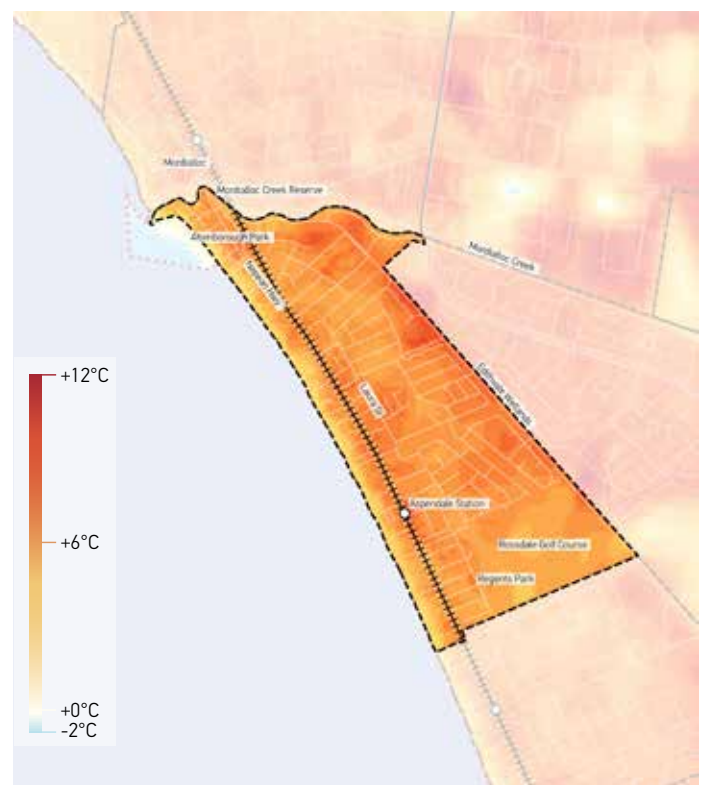 Mordialloc
Mordialloc Creek Reserve
Attenborough Park
Mordialloc Creek
Nepean Hwy
+12°C
Edithvale Wetlands
Laura St
Aspendale Station
+6°C
Rossdale Golf Course
Regents Park
+0°C
-2°C